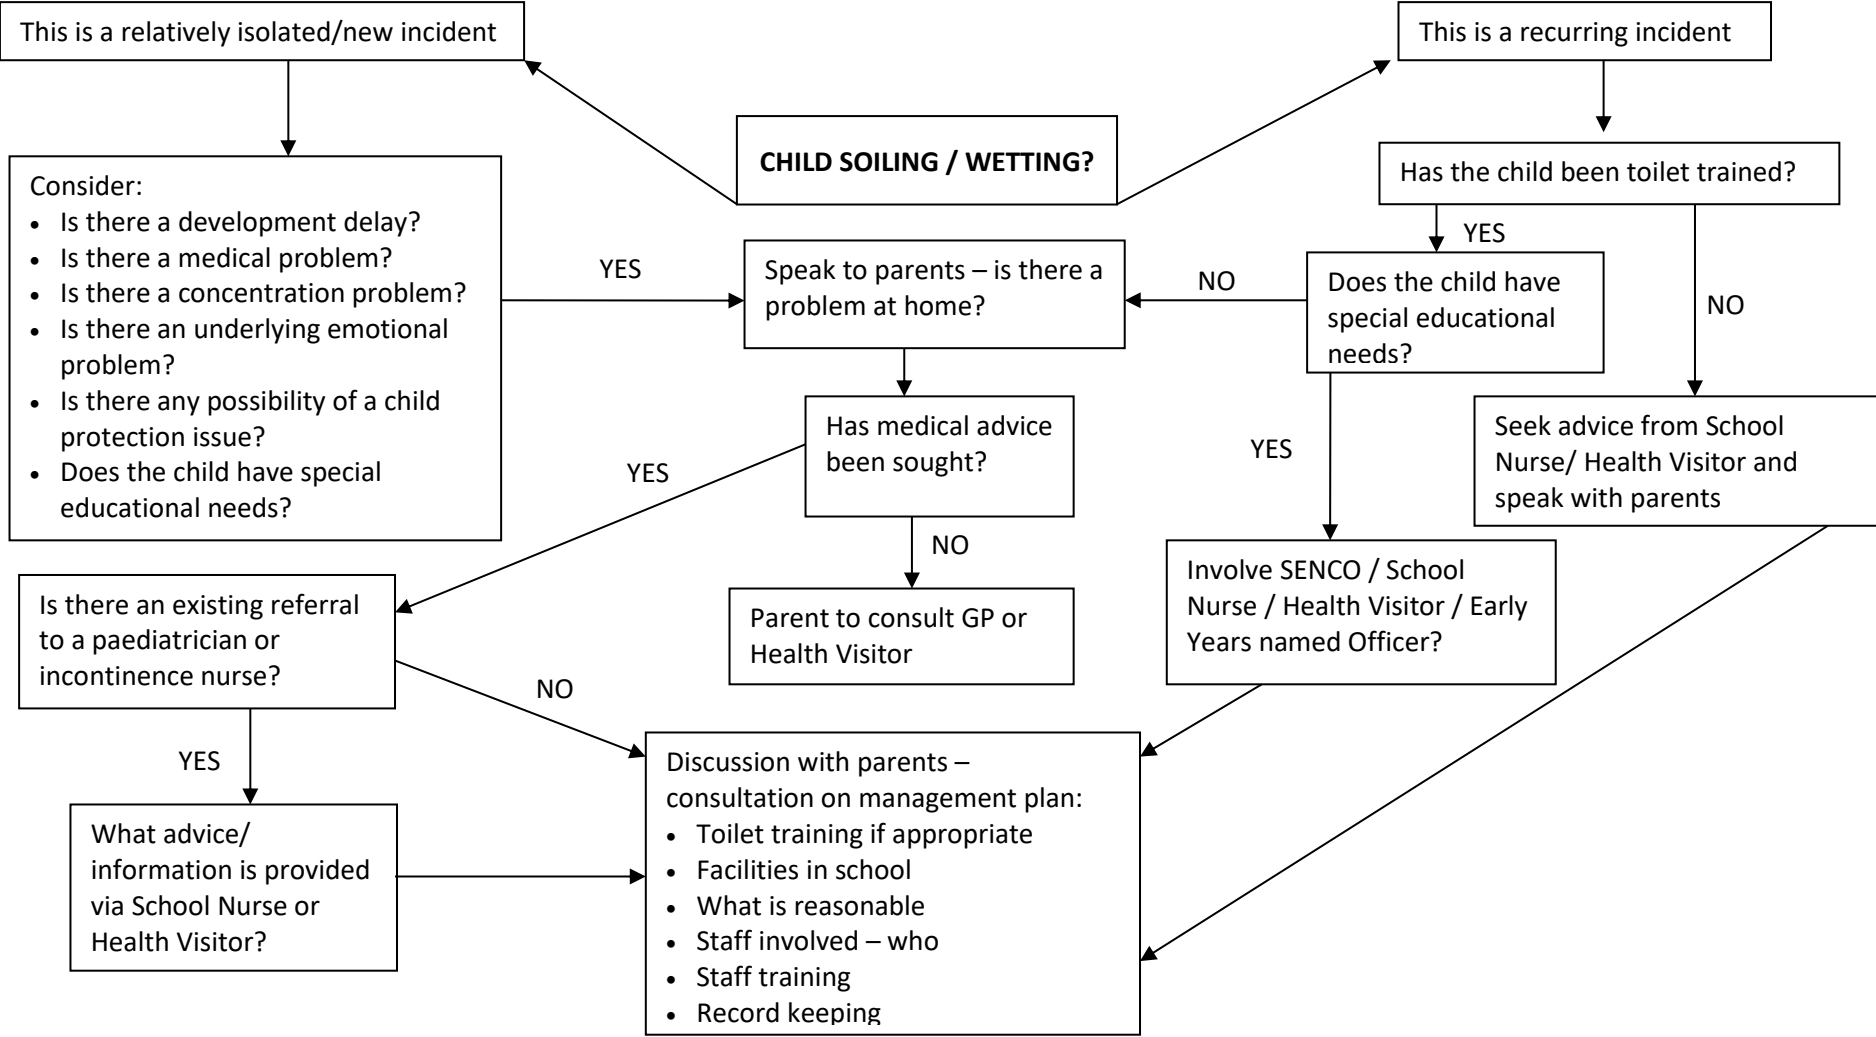 This is a relatively isolated/new incident
This is a recurring incident
CHILD SOILING / WETTING?
Has the child been toilet trained?
Consider:
• Is there a development delay?
• Is there a medical problem?
• Is there a concentration problem?
• Is there an underlying emotional
problem?
• Is there any possibility of a child
protection issue?
• Does the child have special
educational needs?
YES
Speak to parents – is there a
problem at home?
NO
YES
Does the child have
special educational
needs?
NO
Has medical advice
been sought?
YES
YES
Seek advice from School
Nurse/ Health Visitor and
speak with parents
NO
Is there an existing referral
to a paediatrician or
incontinence nurse?
Parent to consult GP or
Health Visitor
Involve SENCO / School
Nurse / Health Visitor / Early
Years named Officer?
NO
YES
What advice/
information is provided
via School Nurse or
Health Visitor?
Discussion with parents –
consultation on management plan:
• Toilet training if appropriate
• Facilities in school
• What is reasonable
• Staff involved – who
• Staff training
• Record keeping